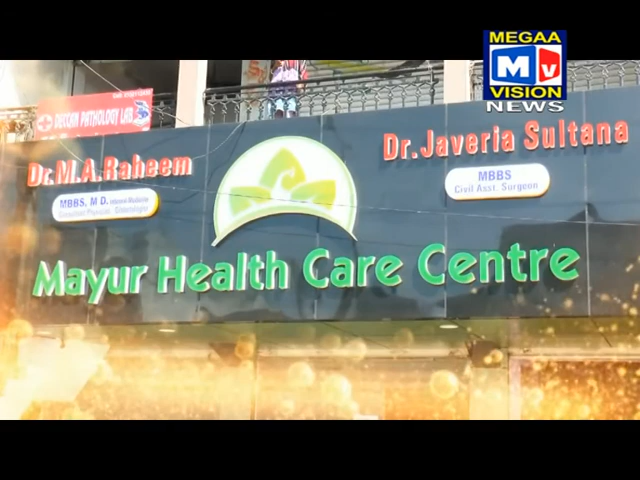 MEGAA
MV
VISION
NEWS
DECCAN PATHOLOGY LAB
Dr.M.A.Raheem
MBBS, M D.
Dr.Javeria Sultana
MBBS
Civil Asst. Surgeon
Mayur Health Care Centre